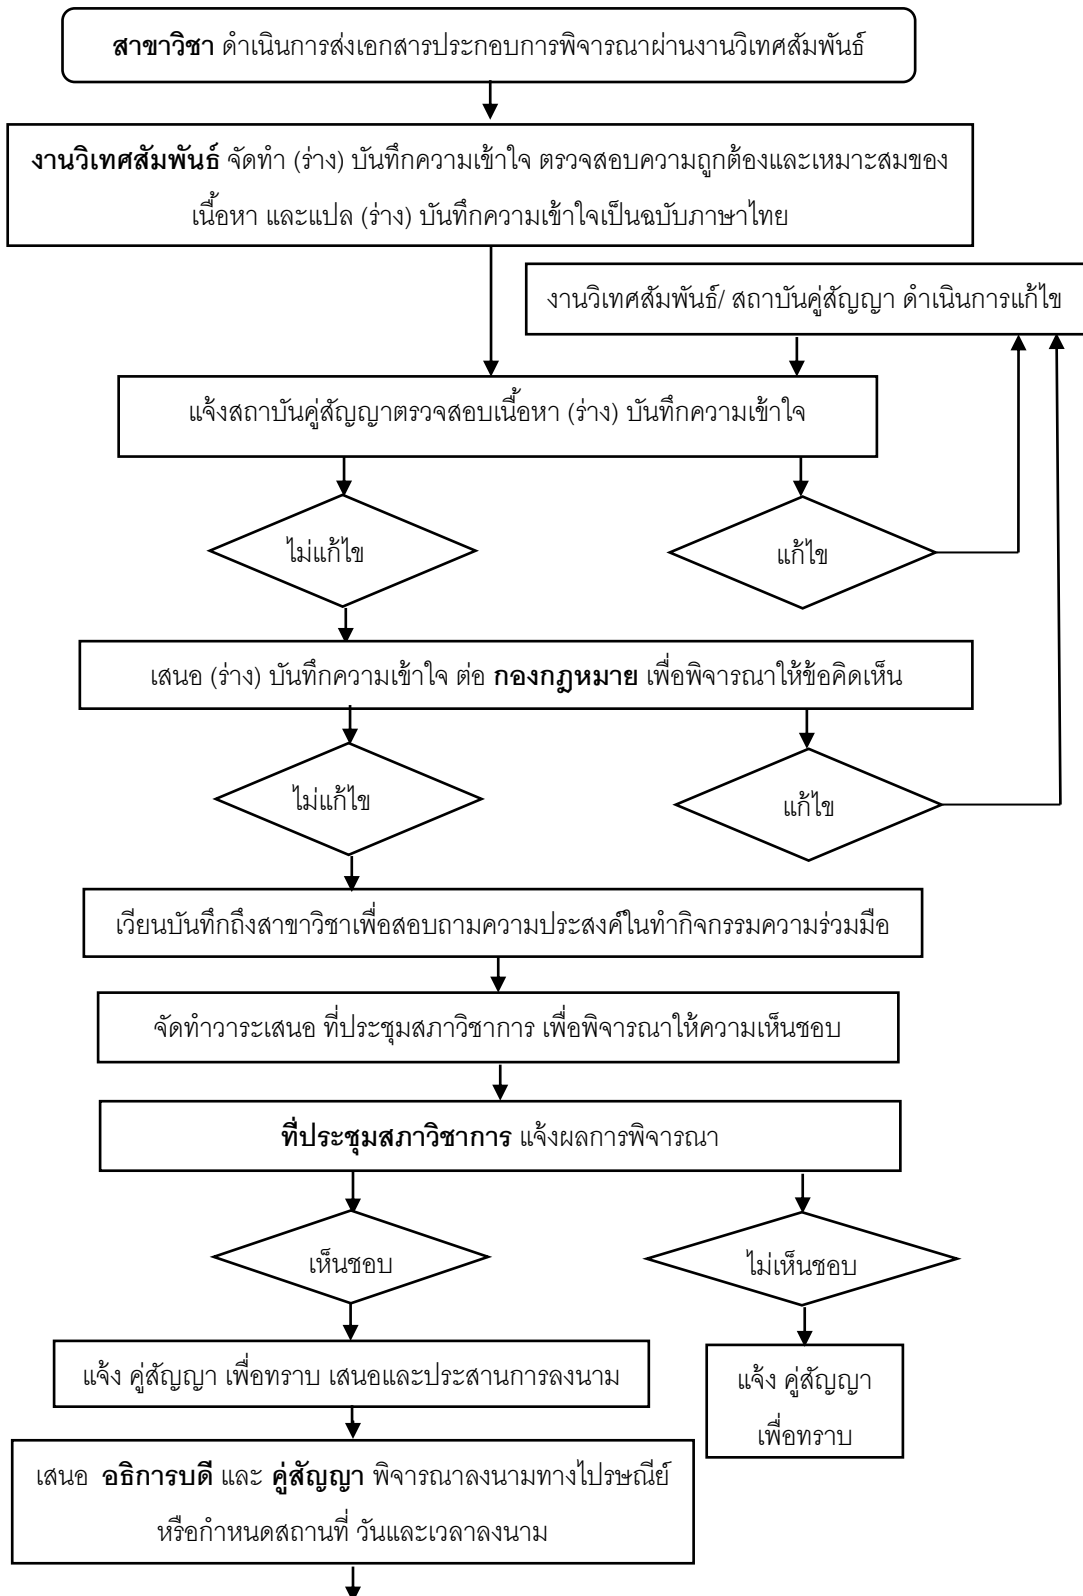 สาขาวิชา ดำเนินการส่งเอกสารประกอบการพิจารณาผ่านงานวิเทศสัมพันธ์
งานวิเทศสัมพันธ์ จัดทำ (ร่าง) บันทึกความเข้าใจ ตรวจสอบความถูกต้องและเหมาะสมของ
เนื้อหา และแปล (ร่าง) บันทึกความเข้าใจเป็นฉบับภาษาไทย
งานวิเทศสัมพันธ์/ สถาบันคู่สัญญา ดำเนินการแก้ไข
แจ้งสถาบันคู่สัญญาตรวจสอบเนื้อหา (ร่าง) บันทึกความเข้าใจ
ไม่แก้ไข
แก้ไข
เสนอ (ร่าง) บันทึกความเข้าใจ ต่อ กองกฎหมาย เพื่อพิจารณาให้ข้อคิดเห็น
ไม่แก้ไข
แก้ไข
เวียนบันทึกถึงสาขาวิชาเพื่อสอบถามความประสงค์ในทำกิจกรรมความร่วมมือ
จัดทำวาระเสนอ ที่ประชุมสภาวิชาการ เพื่อพิจารณาให้ความเห็นชอบ
ที่ประชุมสภาวิชาการ แจ้งผลการพิจารณา
เห็นชอบ
ไม่เห็นชอบ
แจ้ง คู่สัญญา เพื่อทราบ เสนอและประสานการลงนาม
แจ้ง คู่สัญญา
เพื่อทราบ
เสนอ อธิการบดี และ คู่สัญญา พิจารณาลงนามทางไปรษณีย์
หรือกำหนดสถานที่ วันและเวลาลงนาม